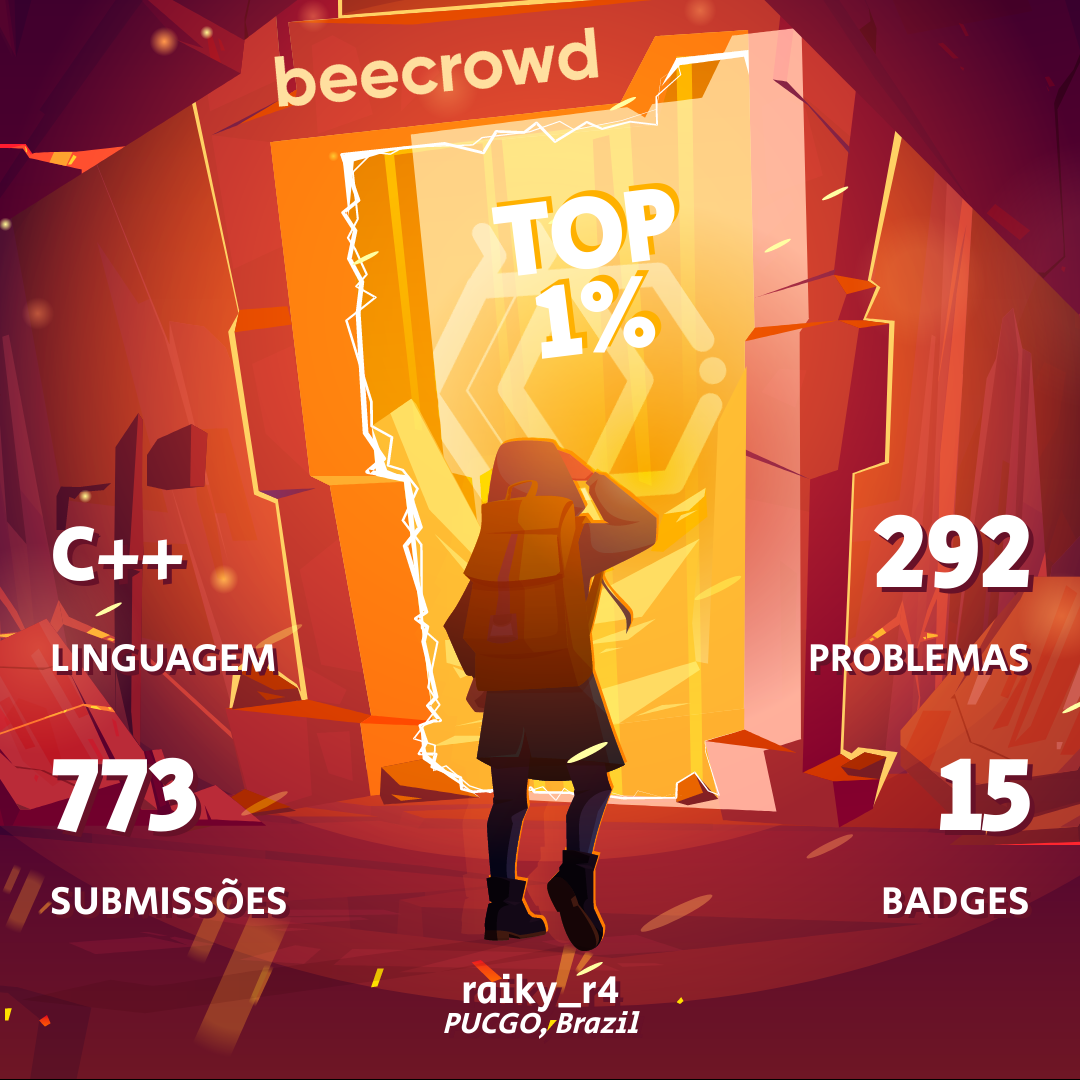 beecrowd
TOP
1%
C++
LINGUAGEM
292
PROBLEMAS
773
SUBMISSÕES
15
BADGES
raiky_r4
PUCGO, Brazil